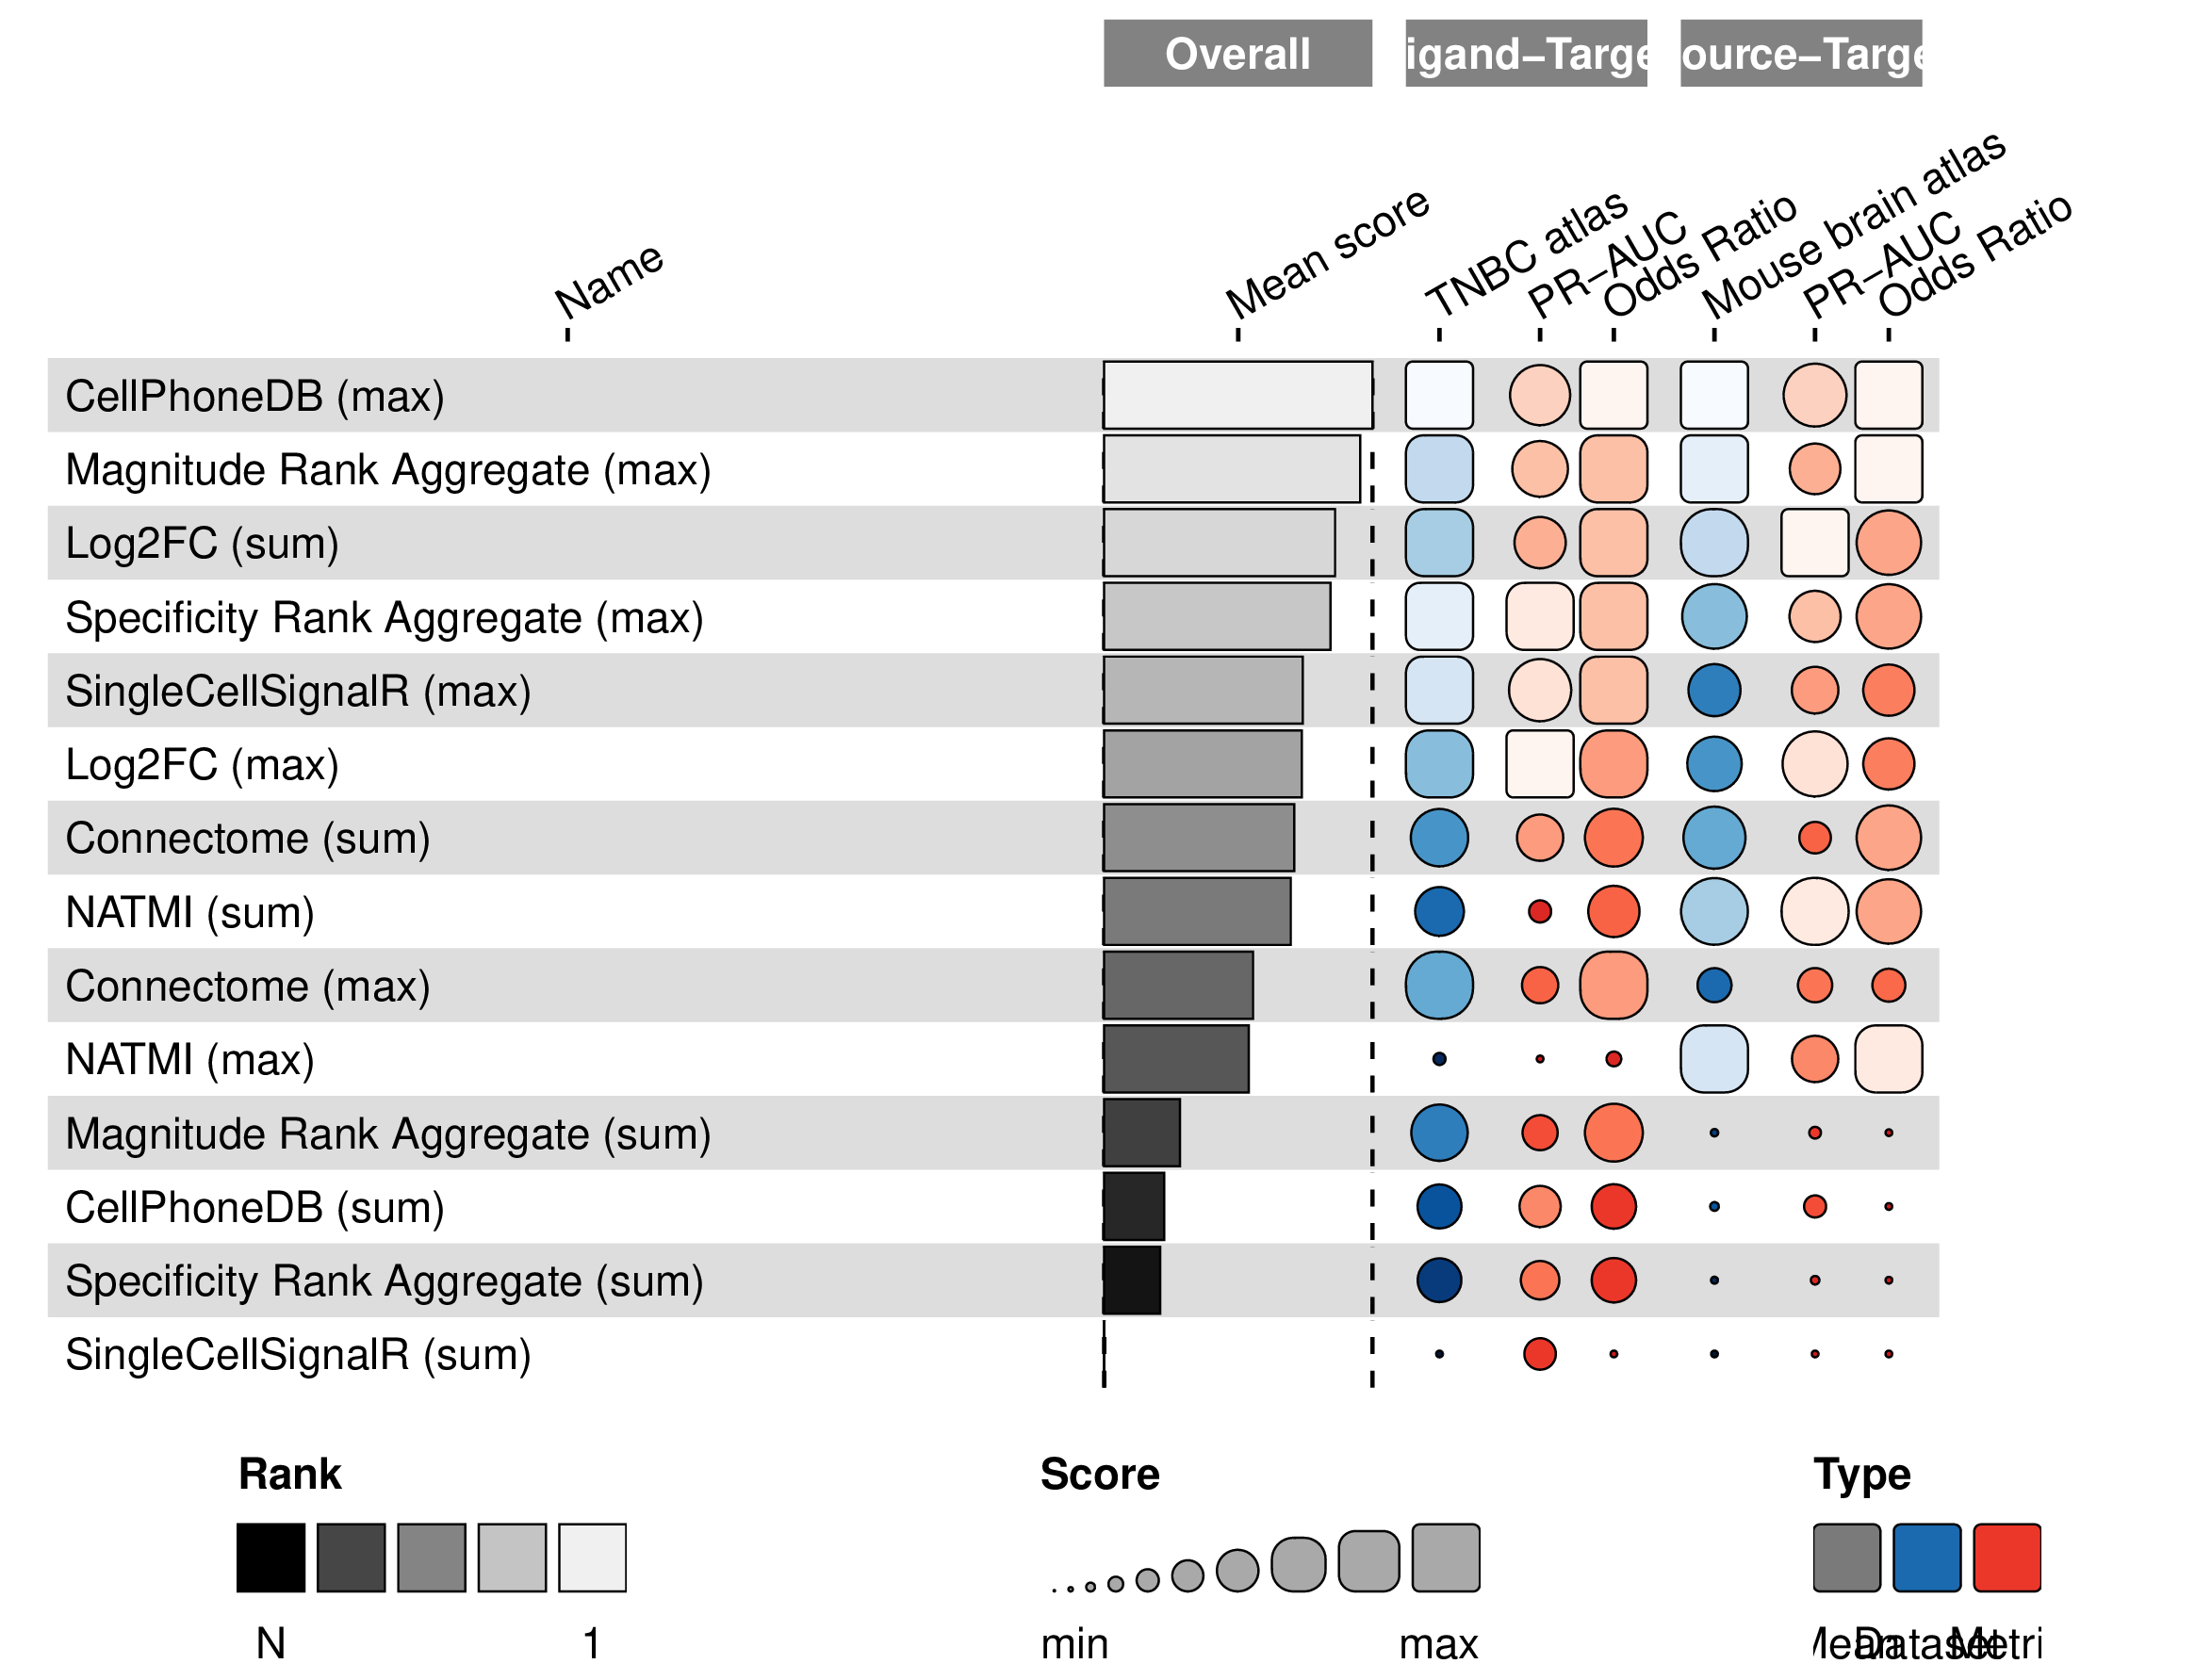 Overall
igand−Targe
ource−Targe
Name
Mean score
TNBC atlas
PR−AUC
Odds Ratio
Mouse brain atlas
PR−AUC
Odds Ratio
CellPhoneDB (max)
Magnitude Rank Aggregate (max)
Log2FC (sum)
Specificity Rank Aggregate (max)
SingleCellSignalR (max)
Log2FC (max)
Connectome (sum)
NATMI (sum)
Connectome (max)
NATMI (max)
Magnitude Rank Aggregate (sum)
CellPhoneDB (sum)
Specificity Rank Aggregate (sum)
SingleCellSignalR (sum)
Rank
N
1
Score
min
max
Type